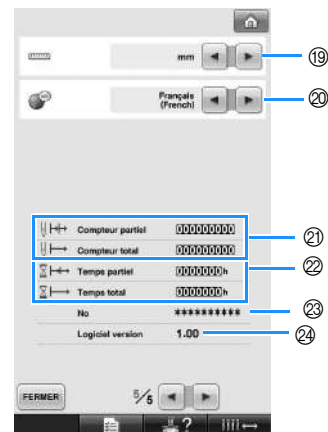 mm ⑲
Français
(French) ⑳
Compteur partiel 000000000
Compteur total 000000000 ㉑
Temps partiel 0000000h ㉒
Temps total 0000000h
No ********** ㉓
Logiciel version 1.00 ㉔
FERMER 5/5
?